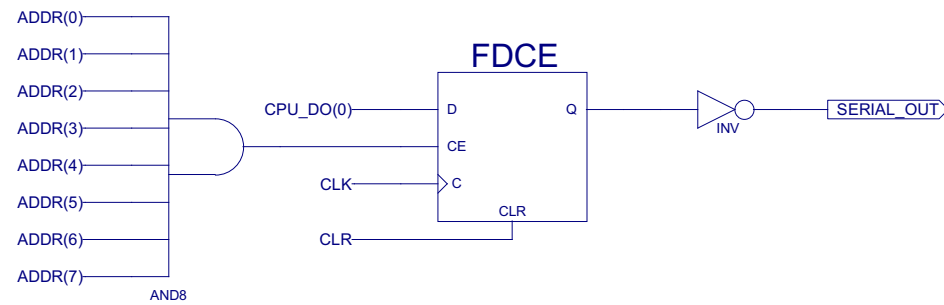 ADDR(0)
ADDR(1)
ADDR(2)
ADDR(3)
ADDR(4)
ADDR(5)
ADDR(6)
ADDR(7)
AND8
FDCE
CPU_DO(0)
D
Q
CE
CLK
C
CLR
CLR
INV
SERIAL_OUT